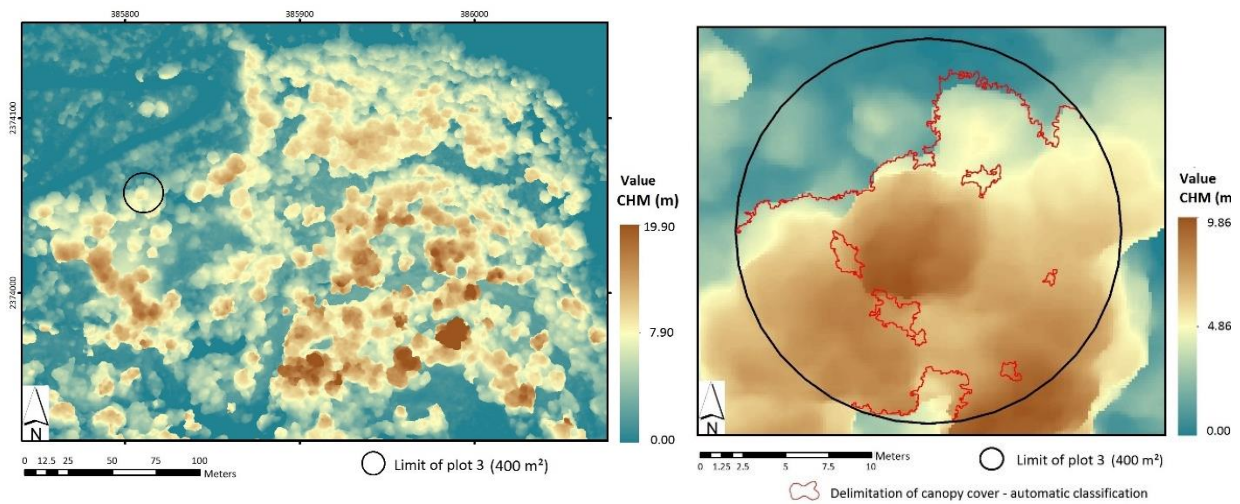 385800 385900 386000
2374100
2374000
Value
CHM (m)
19.90
7.90
0.00
N
0 12.5 25 50 75 100
Meters
Limit of plot 3 (400 m²)
Value
CHM (m
9.86
4.86
0.00
N
0 1.25 2.5 5 7.5 10
Meters
Limit of plot 3 (400 m²)
Delimitation of canopy cover - automatic classification